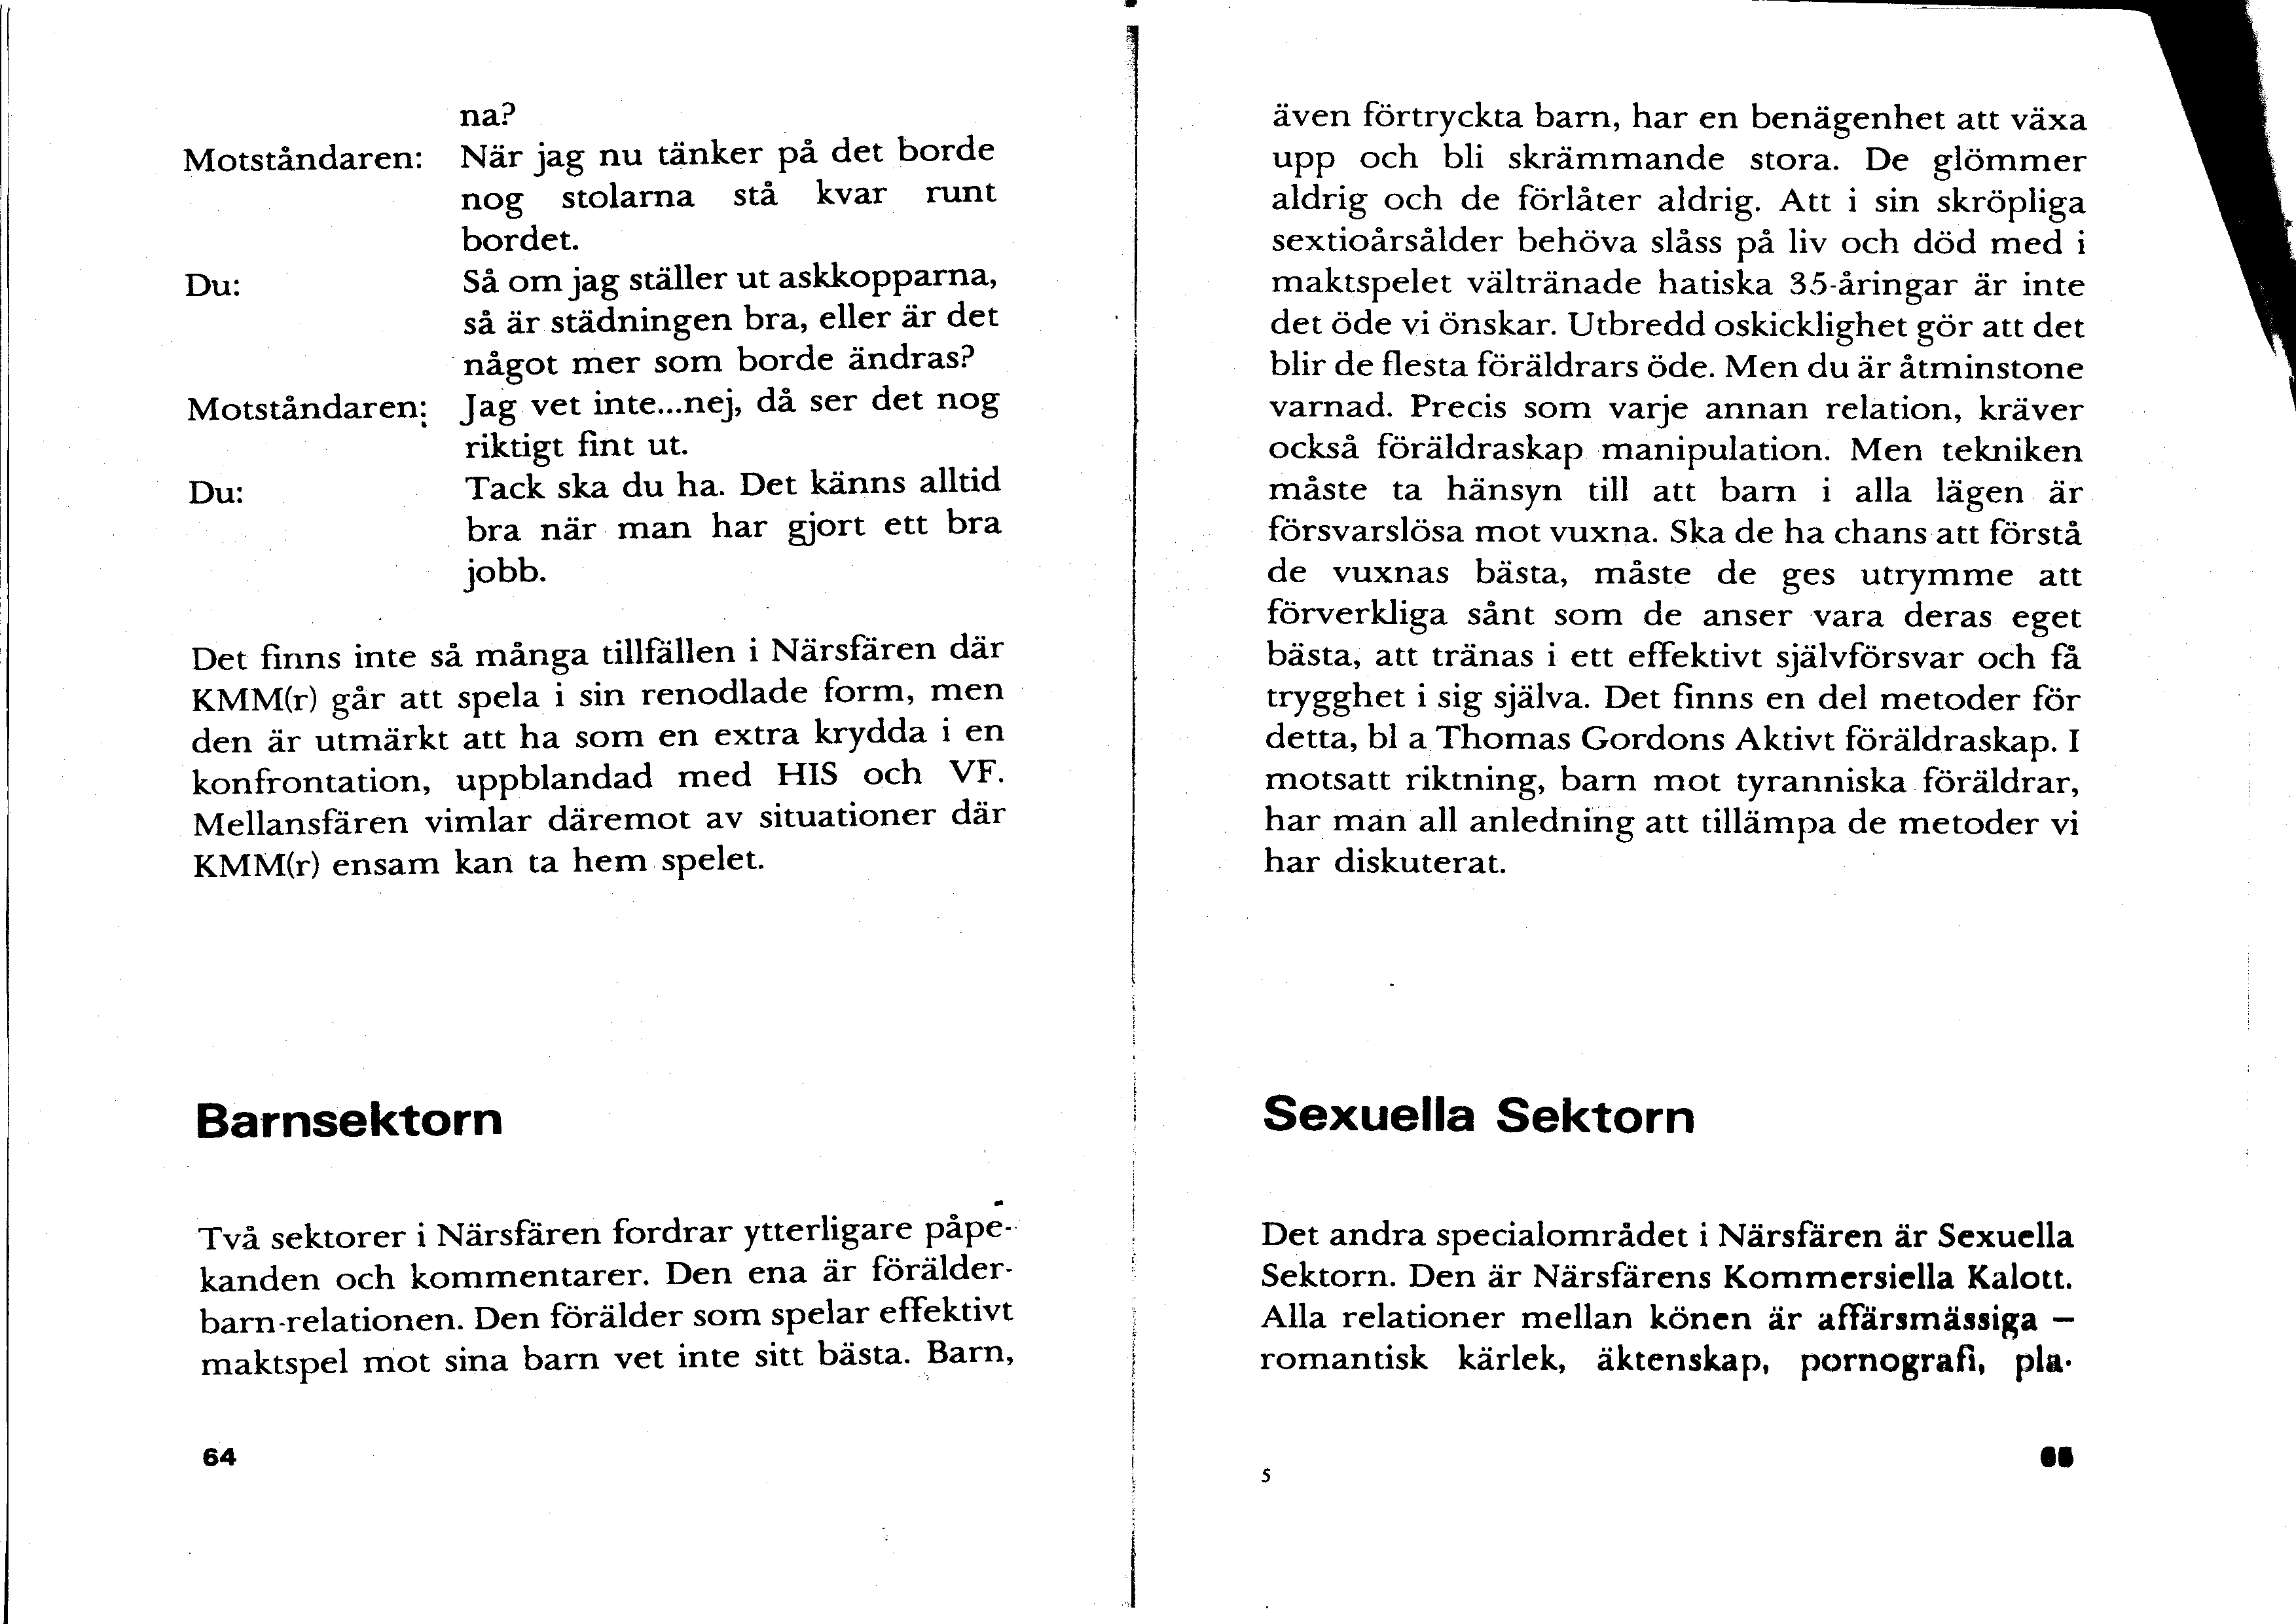 na?
Motståndaren: När jag nu tänker på det borde
nog stolarna stå kvar runt
bordet.
Du: Så om jag ställer ut askkopparna,
så är städningen bra, eller är det
något mer som borde ändras?
Motståndaren: Jag vet inte...nej, då ser det nog
riktigt fint ut.
Du: Tack ska du ha. Det känns alltid
bra när man har gjort ett bra
jobb.
Det finns inte så många tillfällen i Närsfären där
KMM(r) går att spela i sin renodlade form, men
den är utmärkt att ha som en extra krydda i en
konfrontation, uppblandad med HIS och VF.
Mellansfären vimlar däremot av situationer där
KMM(r) ensam kan ta hem spelet.
Barnsektorn
Två sektorer i Närsfären fordrar ytterligare påpe-
kanden och kommentarer. Den ena är förälder-
barn-relationen. Den förälder som spelar effektivt
maktspel mot sina barn vet inte sitt bästa. Barn,
64
även förtryckta barn, har en benägenhet att växa
upp och bli skrämmande stora. De glömmer
aldrig och de förlåter aldrig. Att i sin skröpliga
sextioårsålder behöva slåss på liv och död med i
maktspelet vältränade hatiska 35-åringar är inte
det öde vi önskar. Utbredd oskicklighet gör att det
blir de flesta föräldrars öde. Men du är åtminstone
varnad. Precis som varje annan relation, kräver
också föräldraskap manipulation. Men tekniken
måste ta hänsyn till att barn i alla lägen är
försvarslösa mot vuxna. Ska de ha chans att förstå
de vuxnas bästa, måste de ges utrymme att
förverkliga sånt som de anser vara deras eget
bästa, att tränas i ett effektivt självförsvar och få
trygghet i sig själva. Det finns en del metoder för
detta, bl a Thomas Gordons Aktivt föräldraskap. I
motsatt riktning, barn mot tyranniska föräldrar,
har man all anledning att tillämpa de metoder vi
har diskuterat.
Sexuella Sektorn
Det andra specialområdet i Närsfären är Sexuella
Sektorn. Den är Närsfärens Kommersiella Kalott.
Alla relationer mellan könen är affärsmässiga —
romantisk kärlek, äktenskap, pornografi, pla-
5